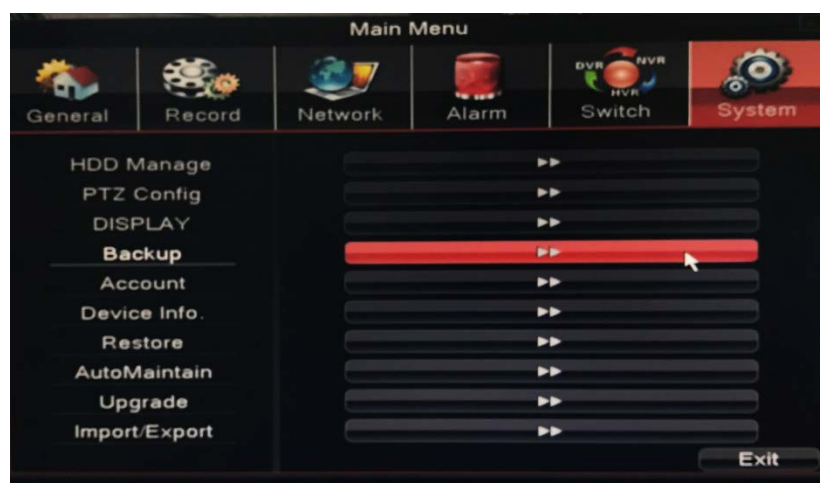 Main Menu
General
Record
Network
Alarm
DVR NVR
HVR
Switch
System
HDD Manage
PTZ Config
DISPLAY
Backup
Account
Device Info.
Restore
AutoMaintain
Upgrade
Import/Export
Exit